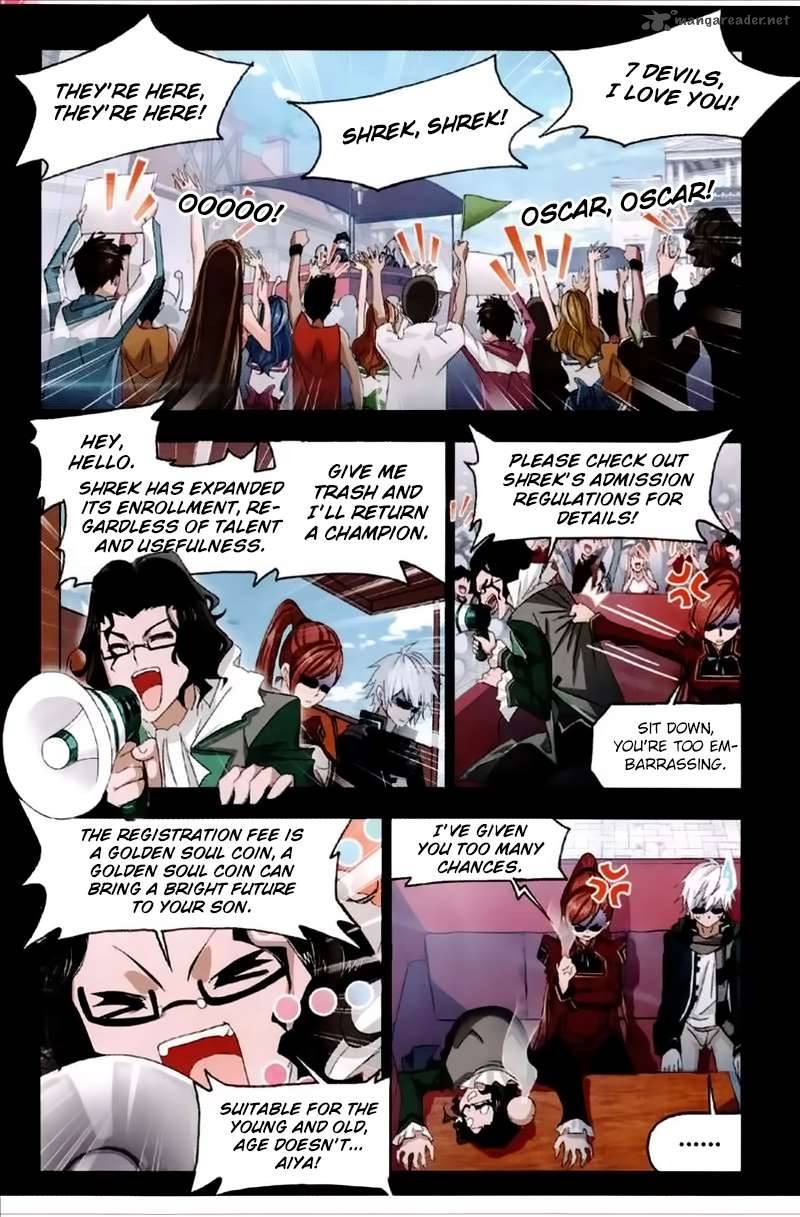 mangareader.net
THEY'RE HERE,
THEY'RE HERE!
SHREK, SHREK!
7 DEVILS,
I LOVE YOU!
OOOOO!
OSCAR, OSCAR!
HEY,
HELLO.
SHREK HAS EXPANDED
ITS ENROLLMENT, RE-
GARDLESS OF TALENT
AND USEFULNESS.
GIVE ME
TRASH AND
I'LL RETURN
A CHAMPION.
PLEASE CHECK OUT
SHREK'S ADMISSION
REGULATIONS FOR
DETAILS!
SIT DOWN,
YOU'RE TOO EM-
BARRASSING.
THE REGISTRATION FEE IS
A GOLDEN SOUL COIN, A
GOLDEN SOUL COIN CAN
BRING A BRIGHT FUTURE
TO YOUR SON.
SUITABLE FOR THE
YOUNG AND OLD,
AGE DOESN'T...
AIYA!
I'VE GIVEN
YOU TOO MANY
CHANCES.
......